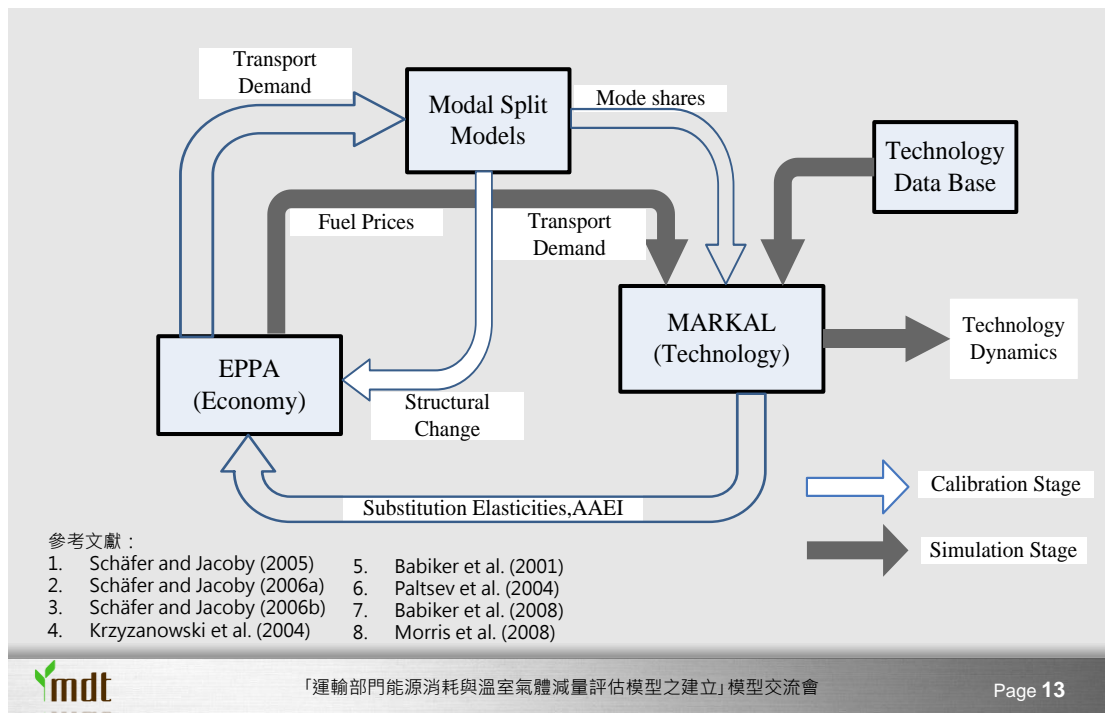 Transport
Demand
Modal Split
Models
Mode shares
Technology
Data Base
Fuel Prices
Transport
Demand
MARKAL
(Technology)
Technology
Dynamics
EPPA
(Economy)
Structural
Change
Substitution Elasticities,AAEI
Calibration Stage
Simulation Stage
參考文獻：
1. Schäfer and Jacoby (2005)
2. Schäfer and Jacoby (2006a)
3. Schäfer and Jacoby (2006b)
4. Krzyzanowski et al. (2004)
5. Babiker et al. (2001)
6. Paltsev et al. (2004)
7. Babiker et al. (2008)
8. Morris et al. (2008)
mdt
「運輸部門能源消耗與溫室氣體減量評估模型之建立」模型交流會
Page 13